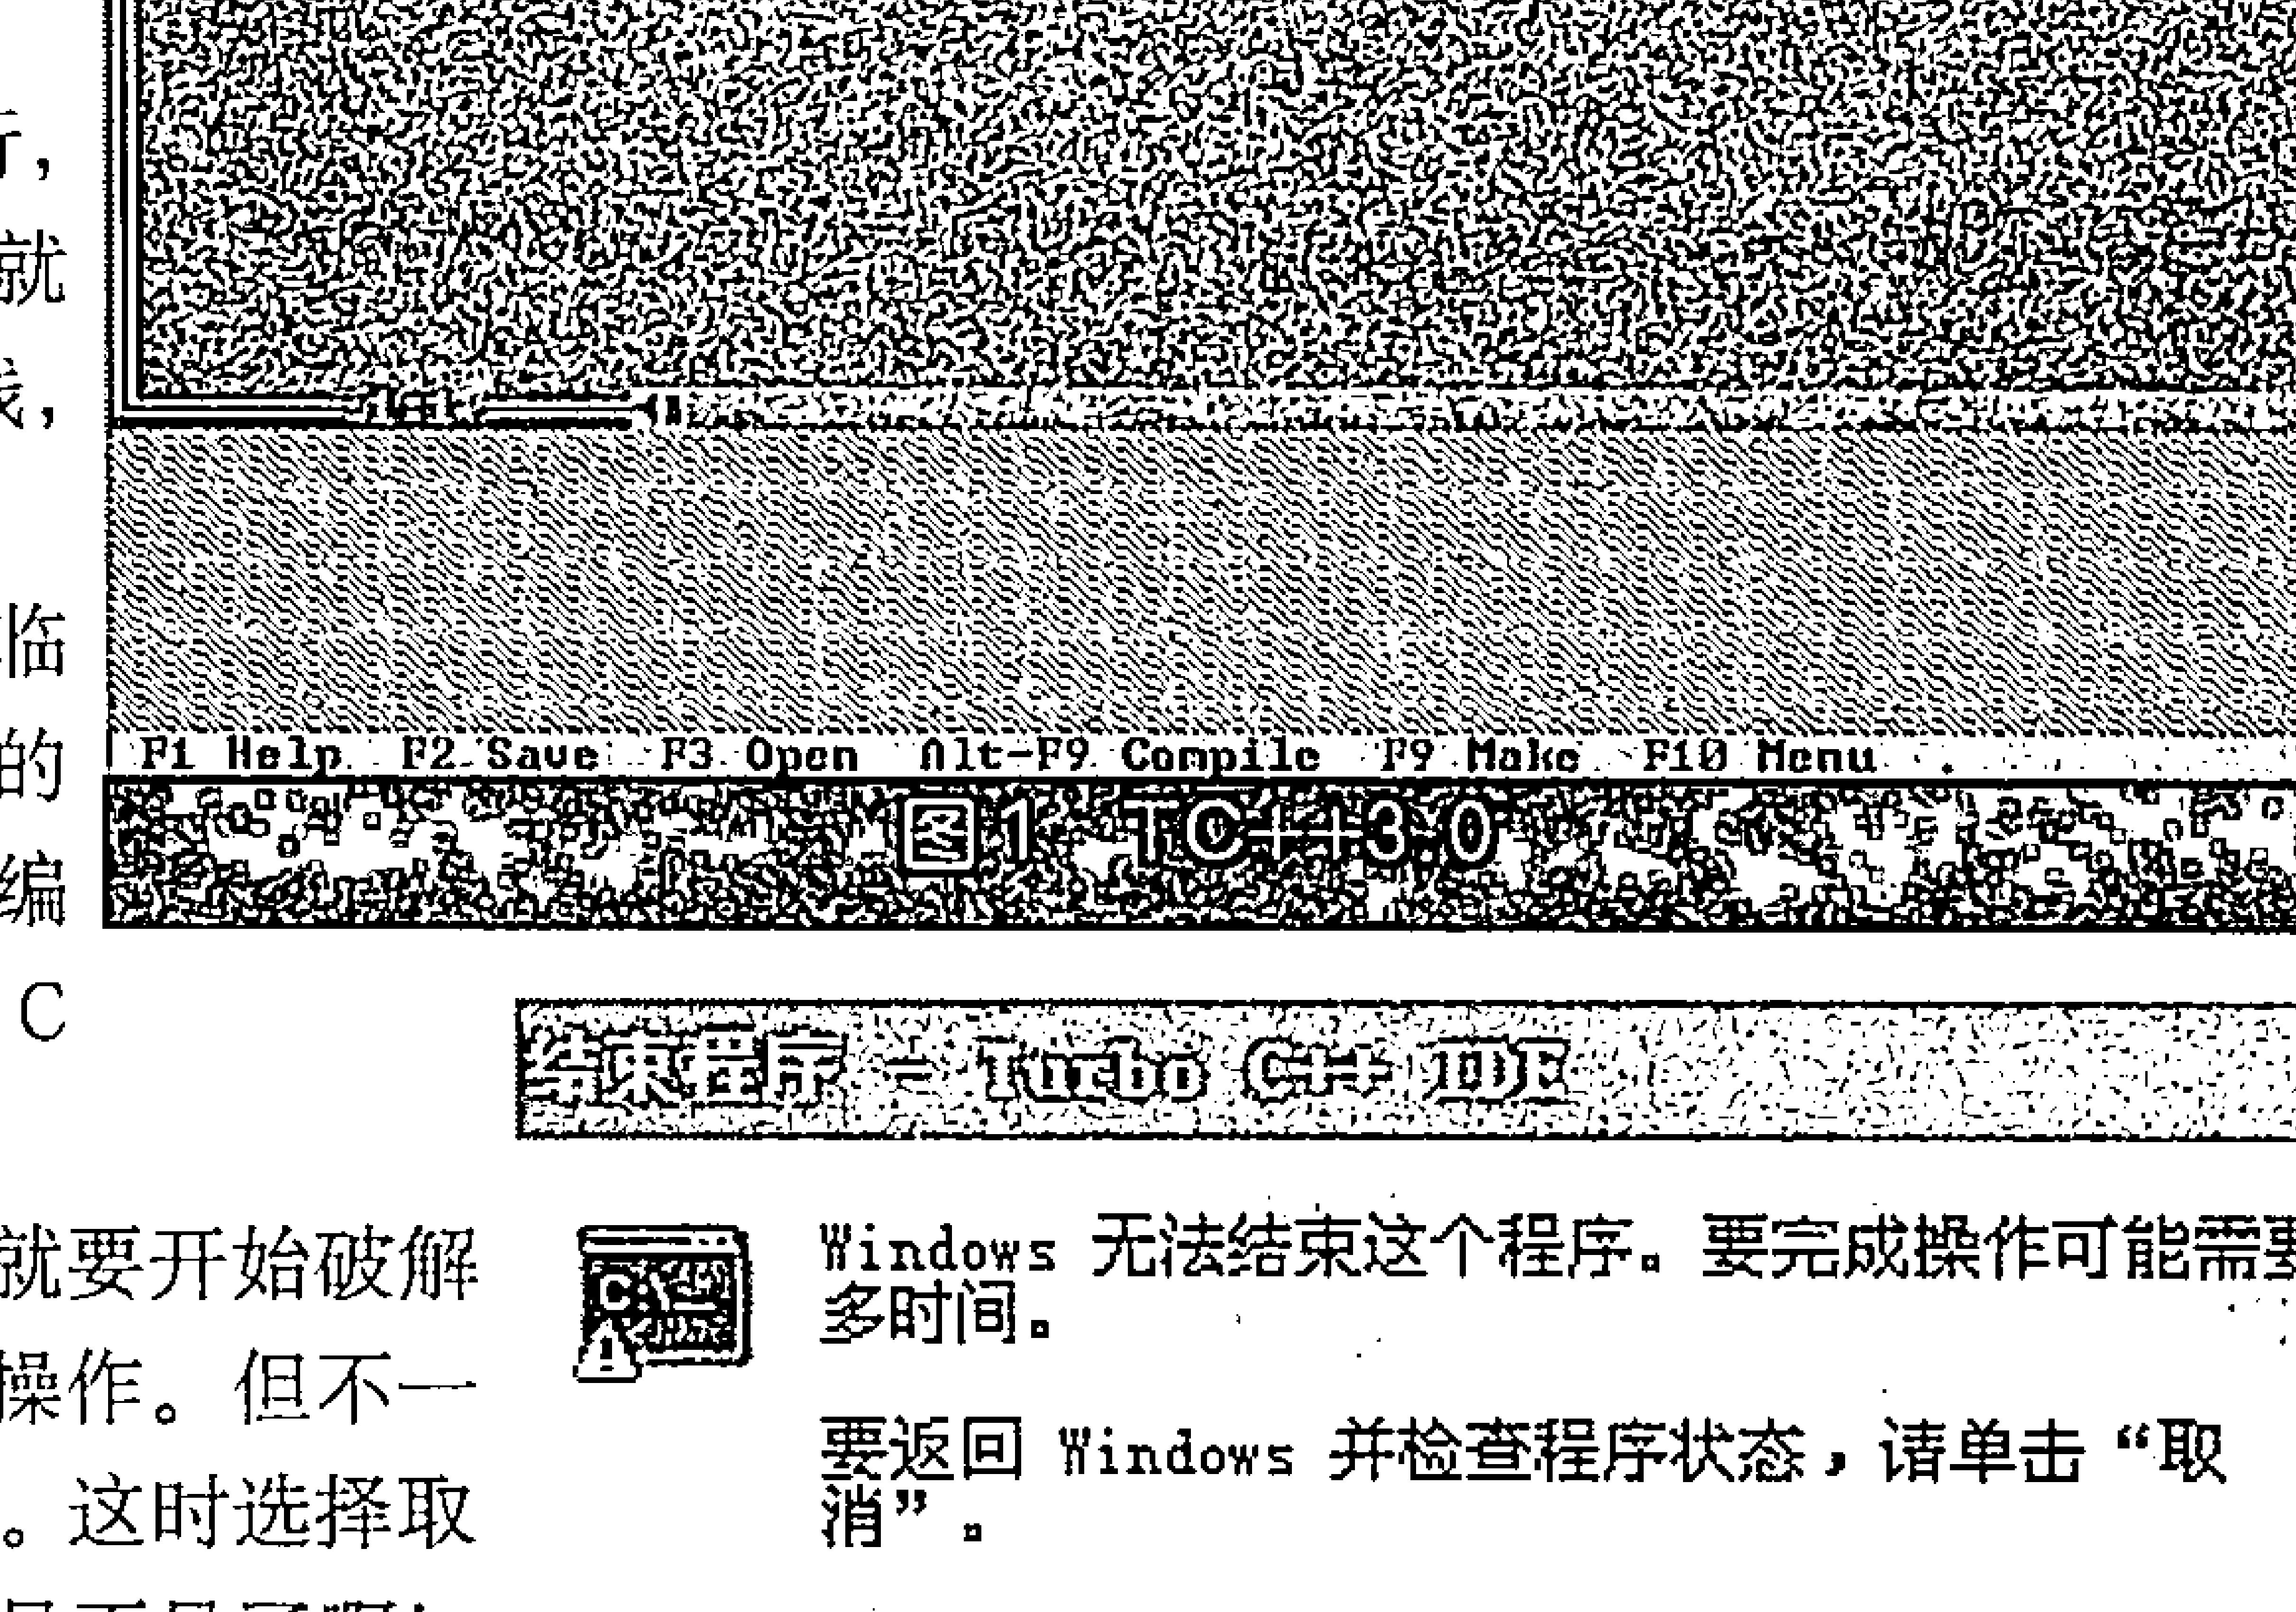 就
临
的
编
C
1:1
F1 Help F2 Save F3 Open Alt-F9 Compile F9 Make F10 Menu
图1 TC++3.0
结束程序 - Turbo C++ IDE
就要开始破解
操作。但不一
。这时选择取
C:\
Windows 无法结束这个程序。要完成操作可能需要
多时间。
要返回 Windows 并检查程序状态，请单击“取
消”。